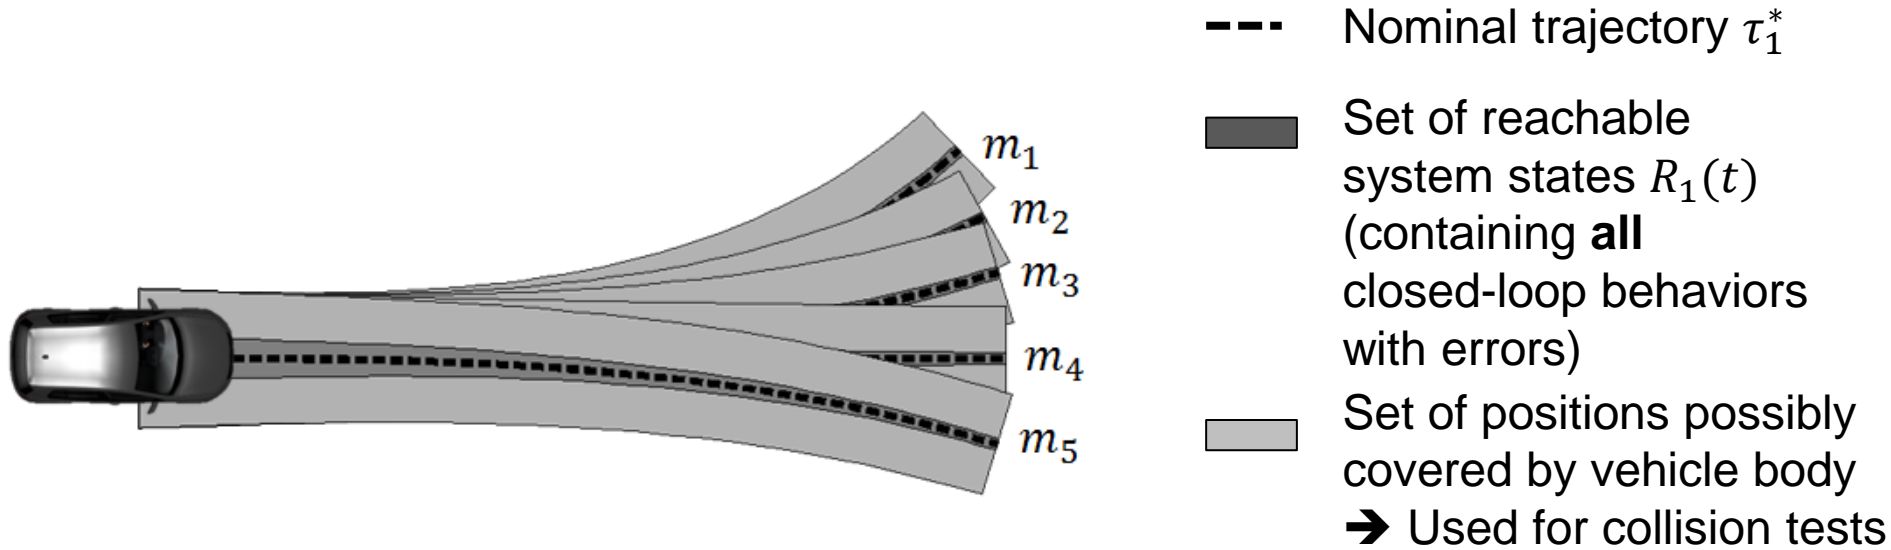 m₁
m₂
m₃
m₄
m₅
Nominal trajectory τ₁*
Set of reachable
system states R₁(t)
(containing all
closed-loop behaviors
with errors)
Set of positions possibly
covered by vehicle body
➔ Used for collision tests